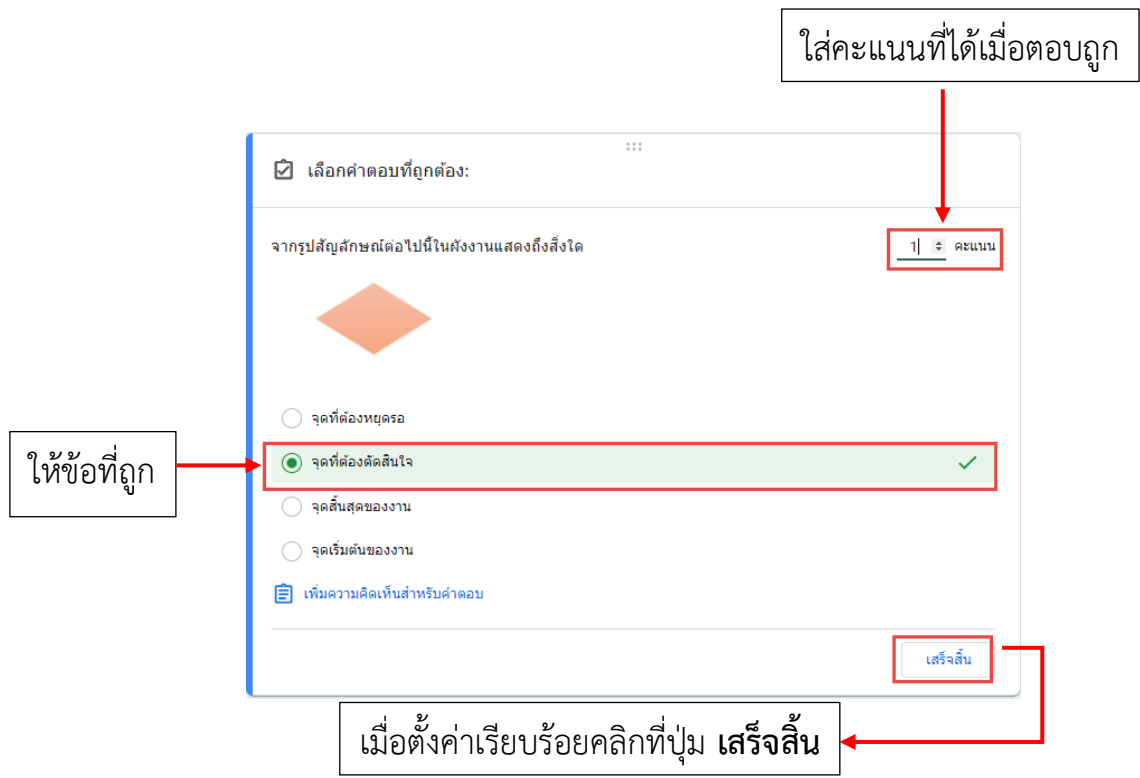 ใส่คะแนนที่ได้เมื่อตอบถูก
เลือกคำตอบที่ถูกต้อง:
จากรูปสัญลักษณ์ต่อไปนี้ในผังงานแสดงถึงสิ่งใด
1 คะแนน
จุดที่ต้องหยุดรอ
ให้ข้อที่ถูก
จุดที่ต้องตัดสินใจ
จุดสิ้นสุดของงาน
จุดเริ่มต้นของงาน
เพิ่มความคิดเห็นสำหรับคำตอบ
เสร็จสิ้น
เมื่อตั้งค่าเรียบร้อยคลิกที่ปุ่ม เสร็จสิ้น